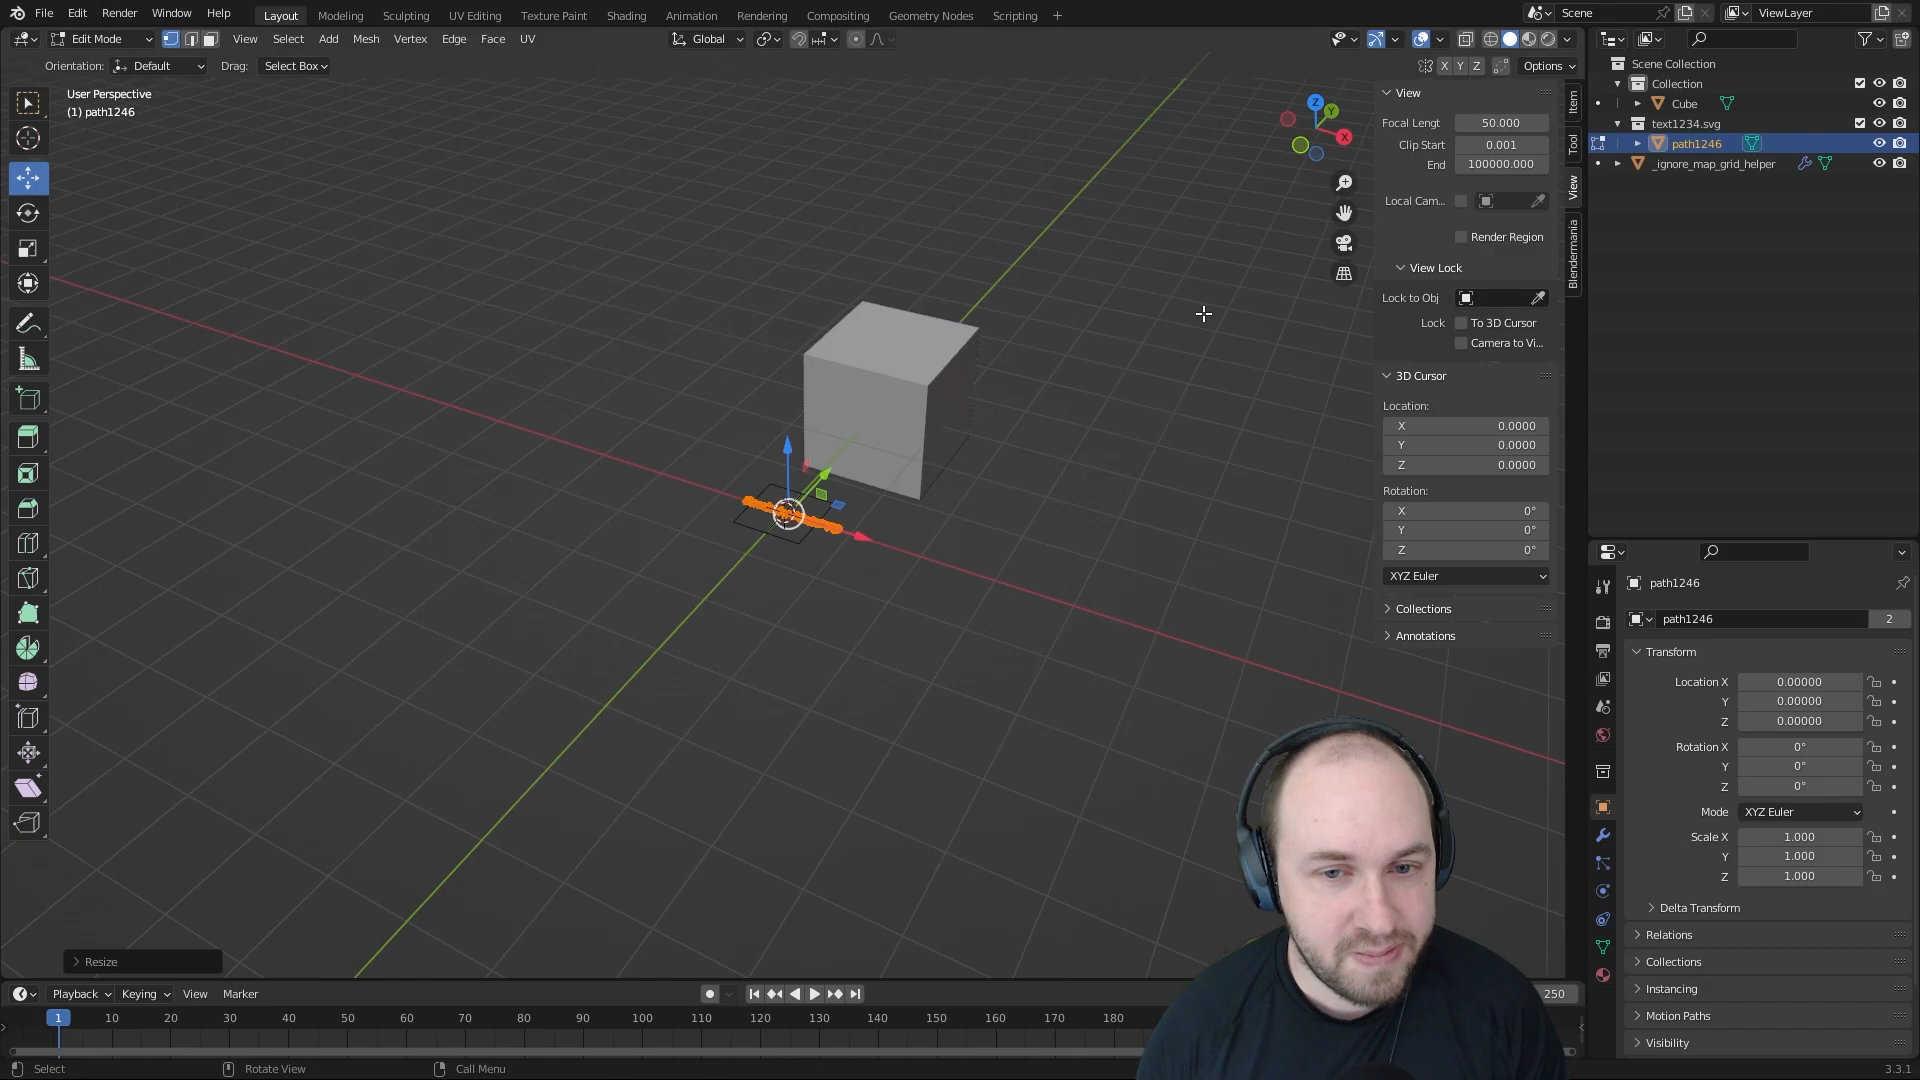 File Edit Render Window Help
Layout Modeling Sculpting UV Editing Texture Paint Shading Animation Rendering Compositing Geometry Nodes Scripting
Scene
ViewLayer
Edit Mode
View Select Add Mesh Vertex Edge Face UV
Global
Orientation: Default
Drag: Select Box
X Y Z
Options
User Perspective
(1) path1246
Z
Y
X
View
Focal Lengt 50.000
Clip Start 0.001
End 100000.000
Local Cam...
Render Region
View Lock
Lock to Obj
Lock To 3D Cursor
Camera to Vi...
3D Cursor
Location:
X 0.0000
Y 0.0000
Z 0.0000
Rotation:
X 0°
Y 0°
Z 0°
XYZ Euler
Collections
Annotations
Item
Tool
View
Blendermania
Scene Collection
Collection
Cube
text1234.svg
path1246
_ignore_map_grid_helper
path1246
path1246 2
Transform
Location X 0.00000
Y 0.00000
Z 0.00000
Rotation X 0°
Y 0°
Z 0°
Mode XYZ Euler
Scale X 1.000
Y 1.000
Z 1.000
Delta Transform
Relations
Collections
Instancing
Motion Paths
Visibility
Resize
Playback Keying View Marker
250
1 10 20 30 40 50 60 70 80 90 100 110 120 130 140 150 160 170 180
Select
Rotate View
Call Menu
3.3.1